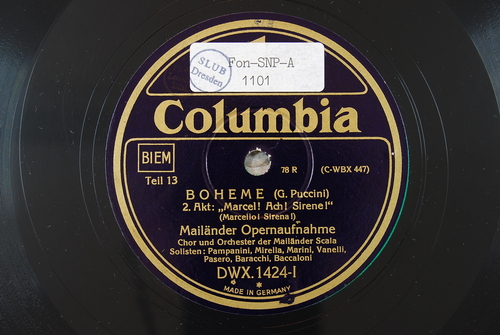 SLUB
Dresden
Fon-SNP-A
1101
Columbia
BIEM
Teil 13
78 R
(C-WBX 447)
BOHEME (G. Puccini)
2. Akt: „Marcel! Ach! Sirene!"
(Marcello! Sirena!)
Mailänder Opernaufnahme
Chor und Orchester der Mailänder Scala
Solisten: Pampanini, Mirella, Marini, Vanelli,
Pasero, Baracchi, Baccaloni
DWX. 1424-I
MADE IN GERMANY